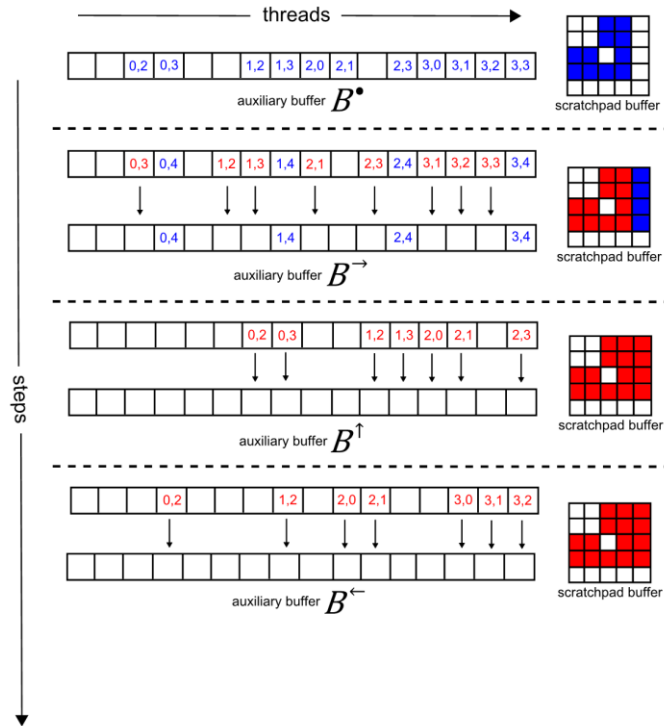 threads
steps
0,2 0,3 1,2 1,3 2,0 2,1 2,3 3,0 3,1 3,2 3,3
auxiliary buffer B•
scratchpad buffer
0,3 0,4 1,2 1,3 1,4 2,1 2,3 2,4 3,1 3,2 3,3 3,4
0,4 1,4 2,4 3,4
auxiliary buffer B→
scratchpad buffer
0,2 0,3 1,2 1,3 2,0 2,1 2,3
auxiliary buffer B↑
scratchpad buffer
0,2 1,2 2,0 2,1 3,0 3,1 3,2
auxiliary buffer B←
scratchpad buffer